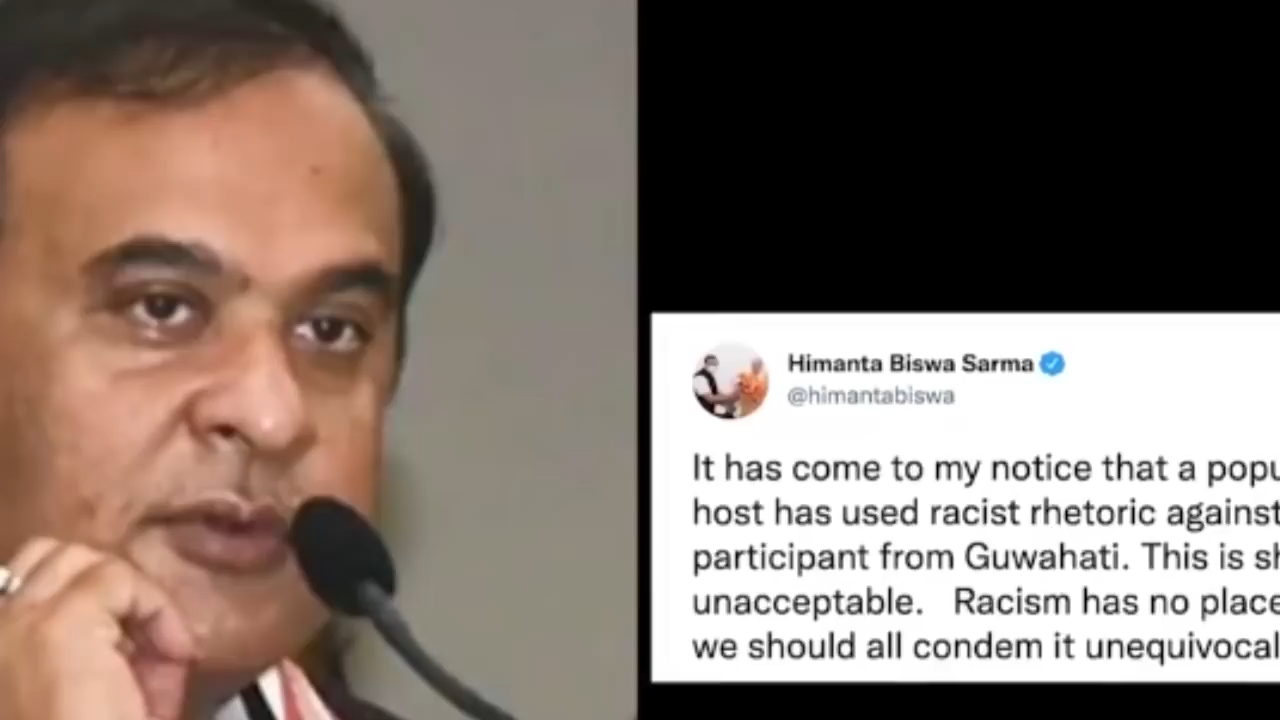 Himanta Biswa Sarma
@himantabiswa
It has come to my notice that a popu
host has used racist rhetoric against
participant from Guwahati. This is sh
unacceptable. Racism has no place
we should all condem it unequivocal